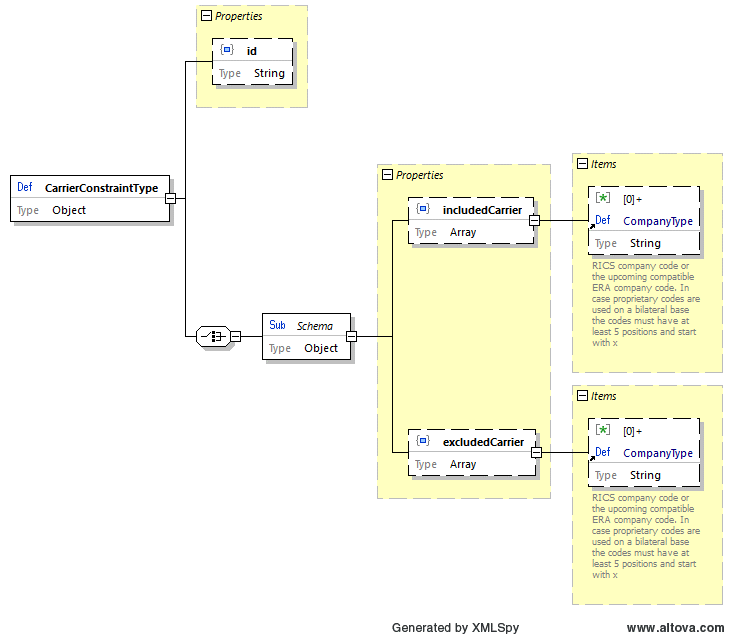 Properties
id
Type String
Def CarrierConstraintType
Type Object
Sub Schema
Type Object
Properties
includedCarrier
Type Array
Items
[*] [0]+
Def CompanyType
Type String
RICS company code or
the upcoming compatible
ERA company code. In
case proprietary codes are
used on a bilateral base
the codes must have at
least 5 positions and start
with x
excludedCarrier
Type Array
Items
[*] [0]+
Def CompanyType
Type String
RICS company code or
the upcoming compatible
ERA company code. In
case proprietary codes are
used on a bilateral base
the codes must have at
least 5 positions and start
with x
Generated by XMLSpy www.altova.com